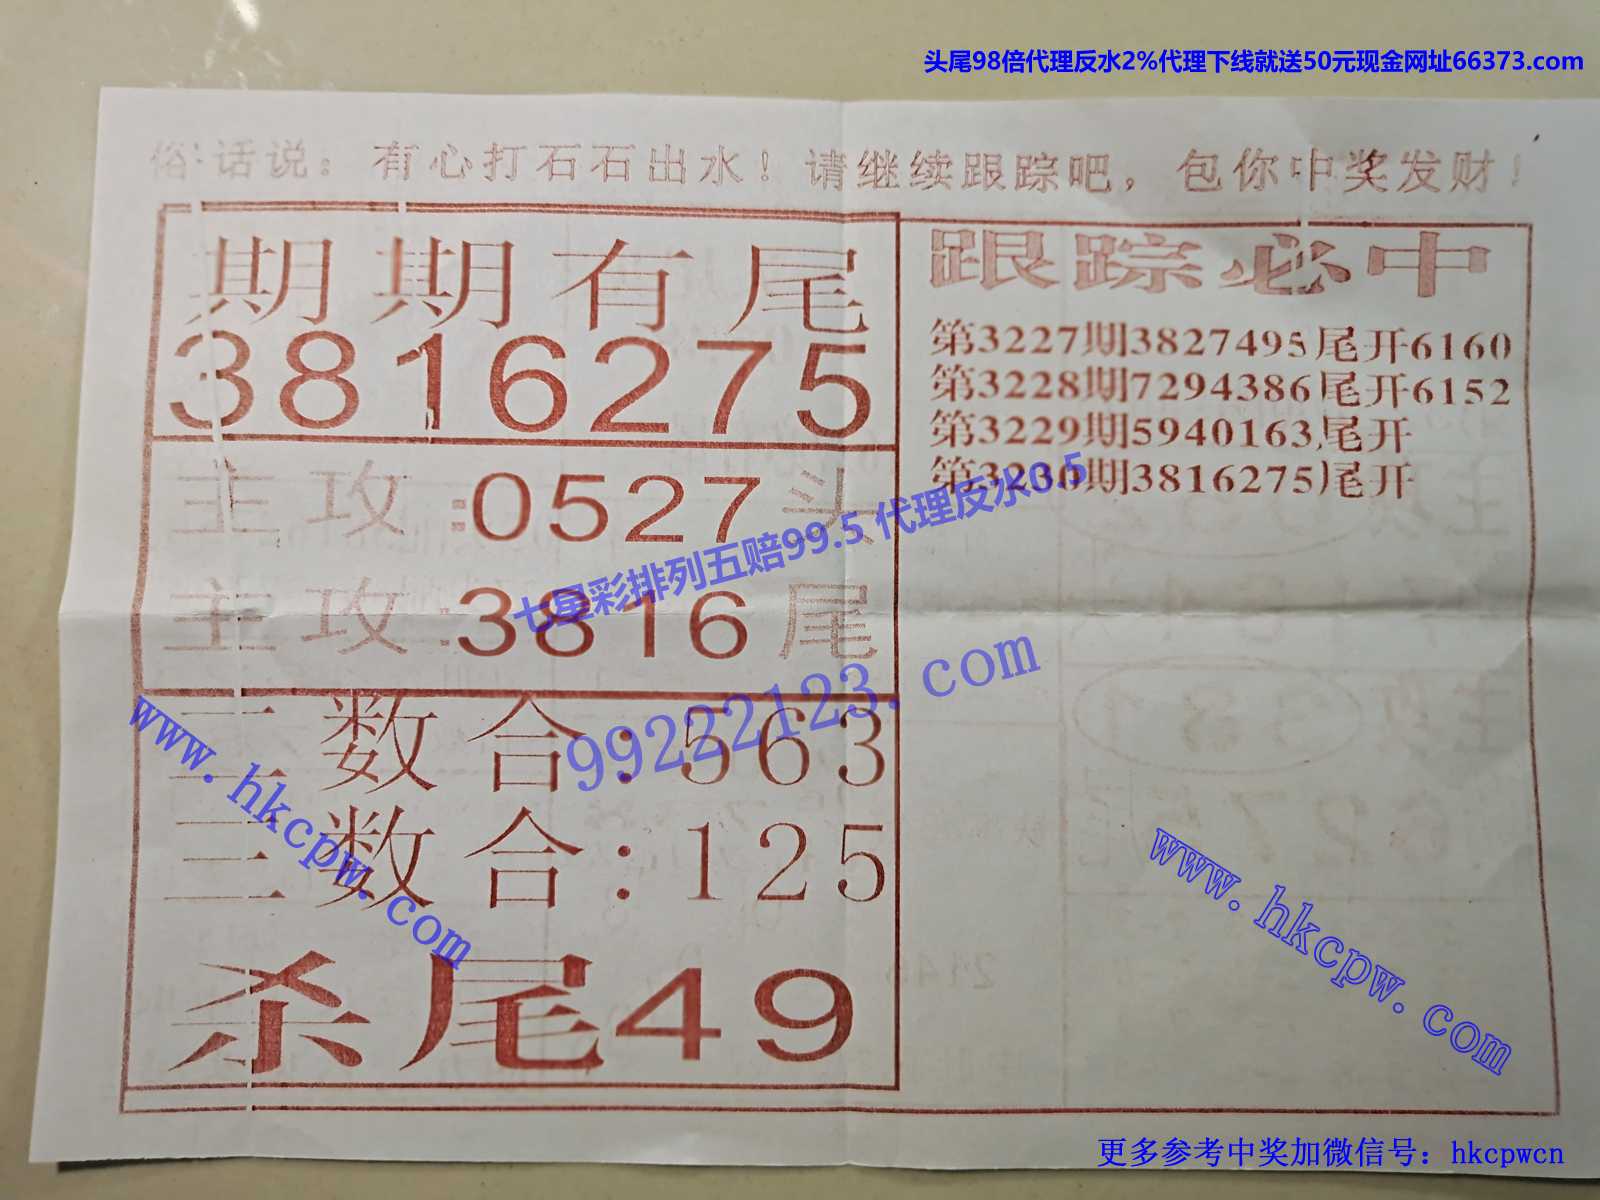 头尾98倍代理反水2%代理下线就送50元现金网址66373.com
俗话说：有心打石石出水！请继续跟踪吧，包你中奖发财！
期期有尾
3816275
主攻:0527头
主攻:3816尾
二数合:563
三数合:125
杀尾49
跟踪必中
第3227期3827495尾开6160
第3228期7294386尾开6152
第3229期5940163尾开
第3230期3816275尾开
七星彩排列五赔99.5 代理反水0.5
99222123.com
www.hkcpw.com
www.hkcpw.com
更多参考中奖加微信号：hkcpwcn